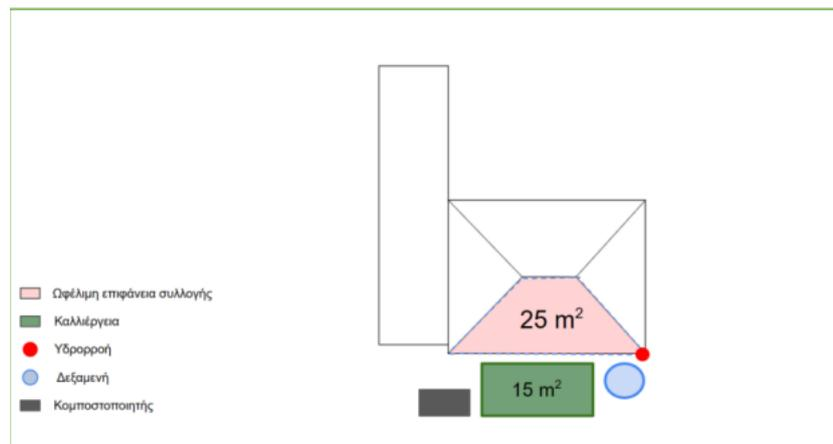 25 m²
15 m²
Ωφέλιμη επιφάνεια συλλογής
Καλλιέργεια
Υδρορροή
Δεξαμενή
Κομποστοποιητής